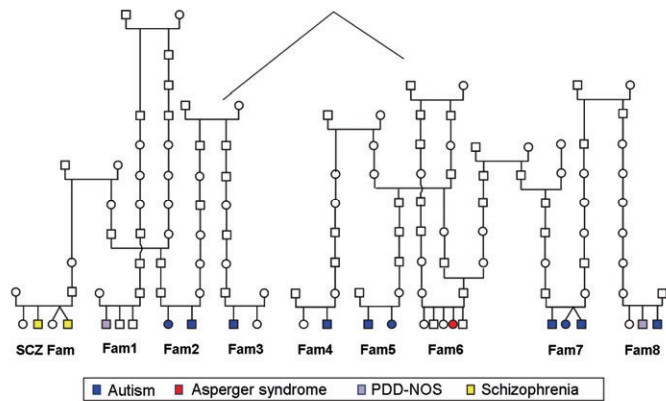 SCZ Fam Fam1 Fam2 Fam3 Fam4 Fam5 Fam6 Fam7 Fam8
Autism Asperger syndrome PDD-NOS Schizophrenia